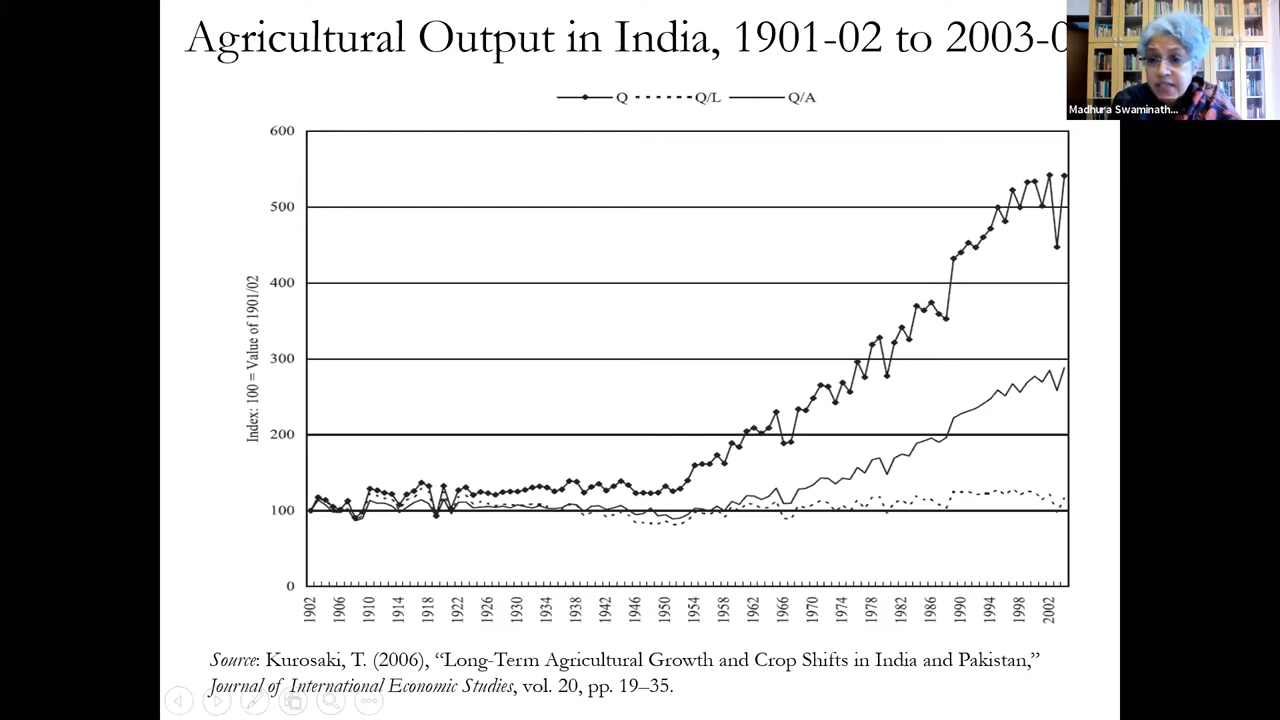 Agricultural Output in India, 1901-02 to 2003-0
Madhura Swaminath...
Q Q/L Q/A
Index: 100 = Value of 1901/02
600
500
400
300
200
100
0
1902 1906 1910 1914 1918 1922 1926 1930 1934 1938 1942 1946 1950 1954 1958 1962 1966 1970 1974 1978 1982 1986 1990 1994 1998 2002
Source: Kurosaki, T. (2006), “Long-Term Agricultural Growth and Crop Shifts in India and Pakistan,”
Journal of International Economic Studies, vol. 20, pp. 19–35.